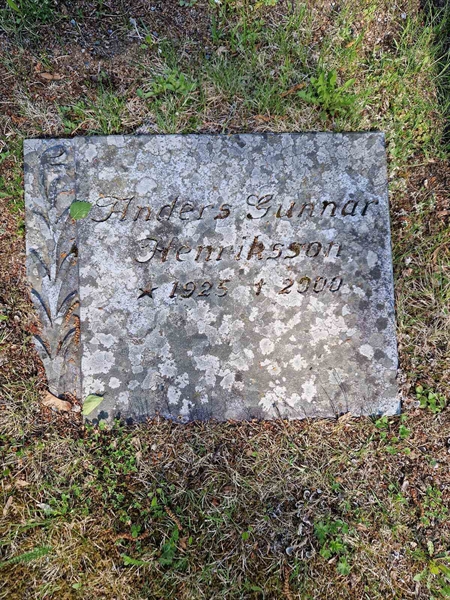 Anders Gunnar
Henriksson
★ 1925 ✝ 2000